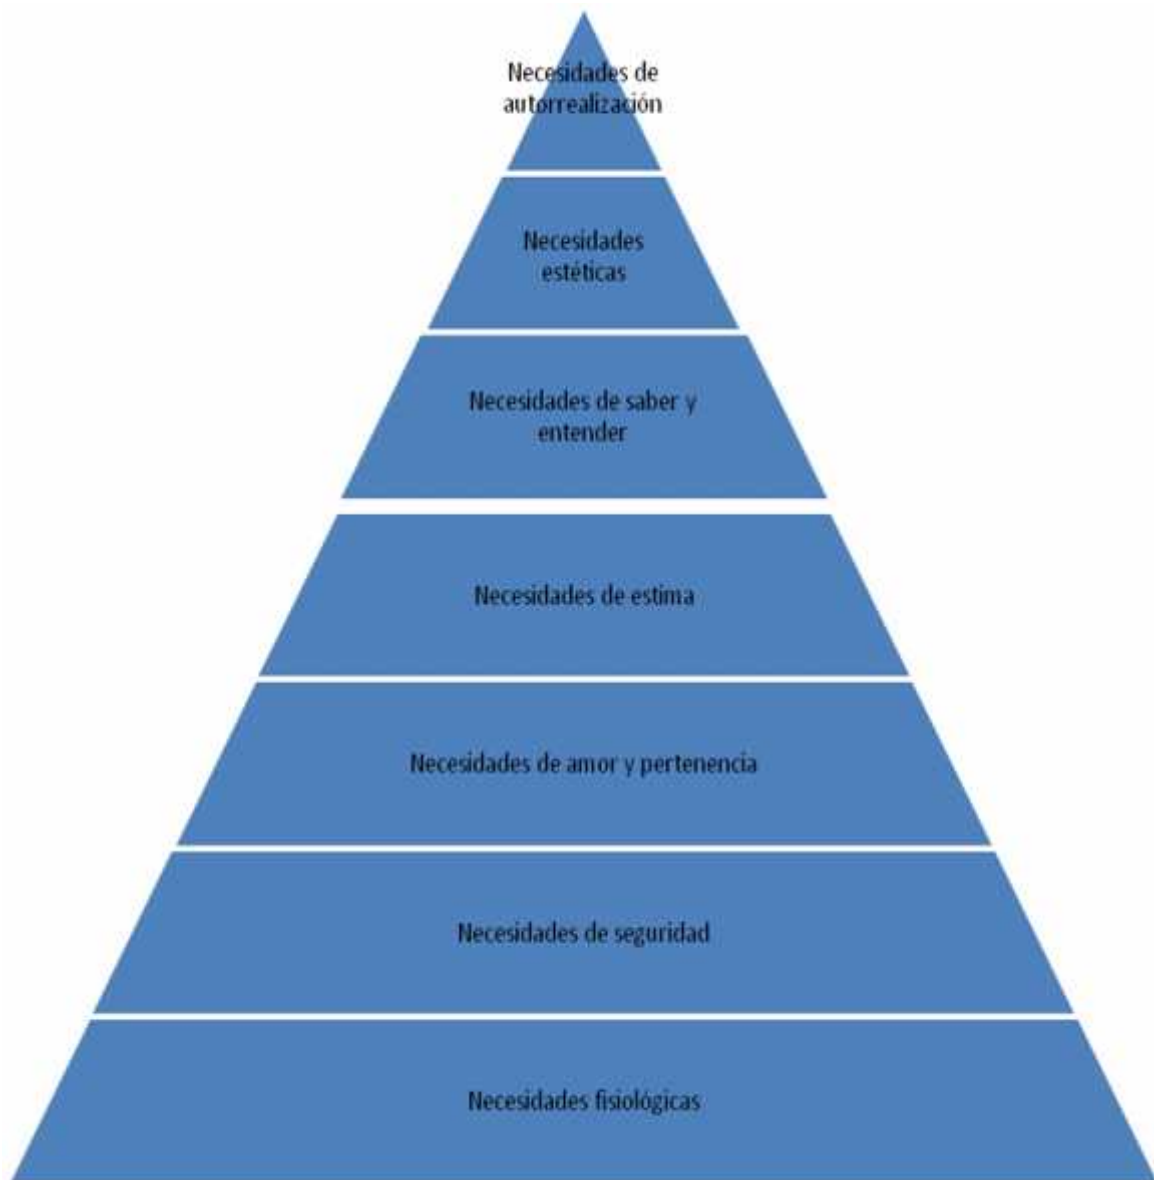 Necesidades de
autorrealización
Necesidades
estéticas
Necesidades de saber y
entender
Necesidades de estima
Necesidades de amor y pertenencia
Necesidades de seguridad
Necesidades fisiológicas